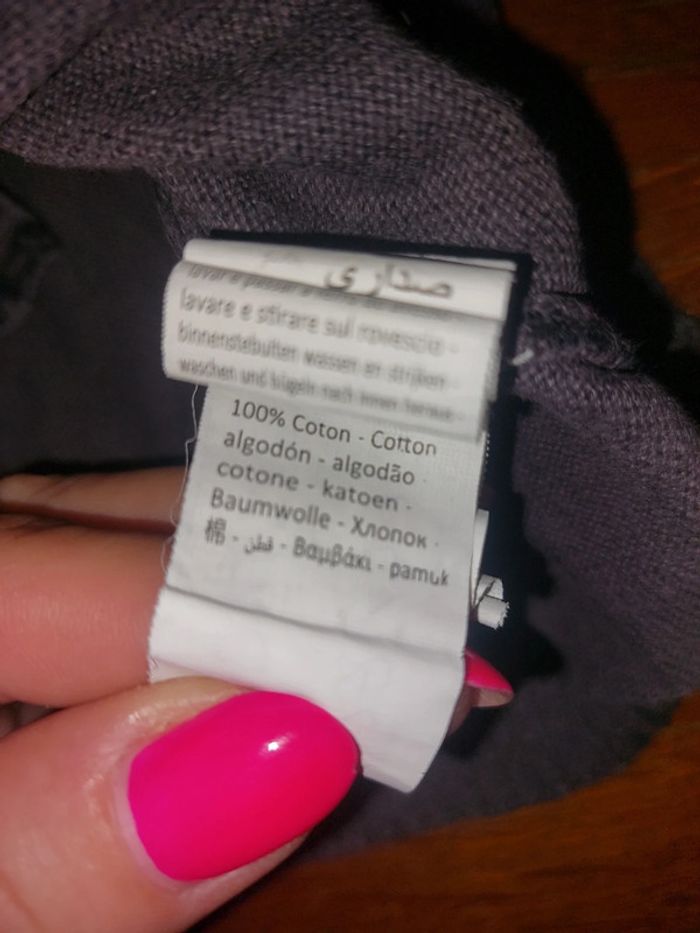 صداري
lavare e stirare sul rovescio -
binnenstebuiten wassen en strijken -
waschen und bügeln nach innen heraus -
100% Coton - Cotton
algodón - algodão
cotone - katoen -
Baumwolle - Хлопок -
棉 - قطن - Βαμβάκι - pamuk